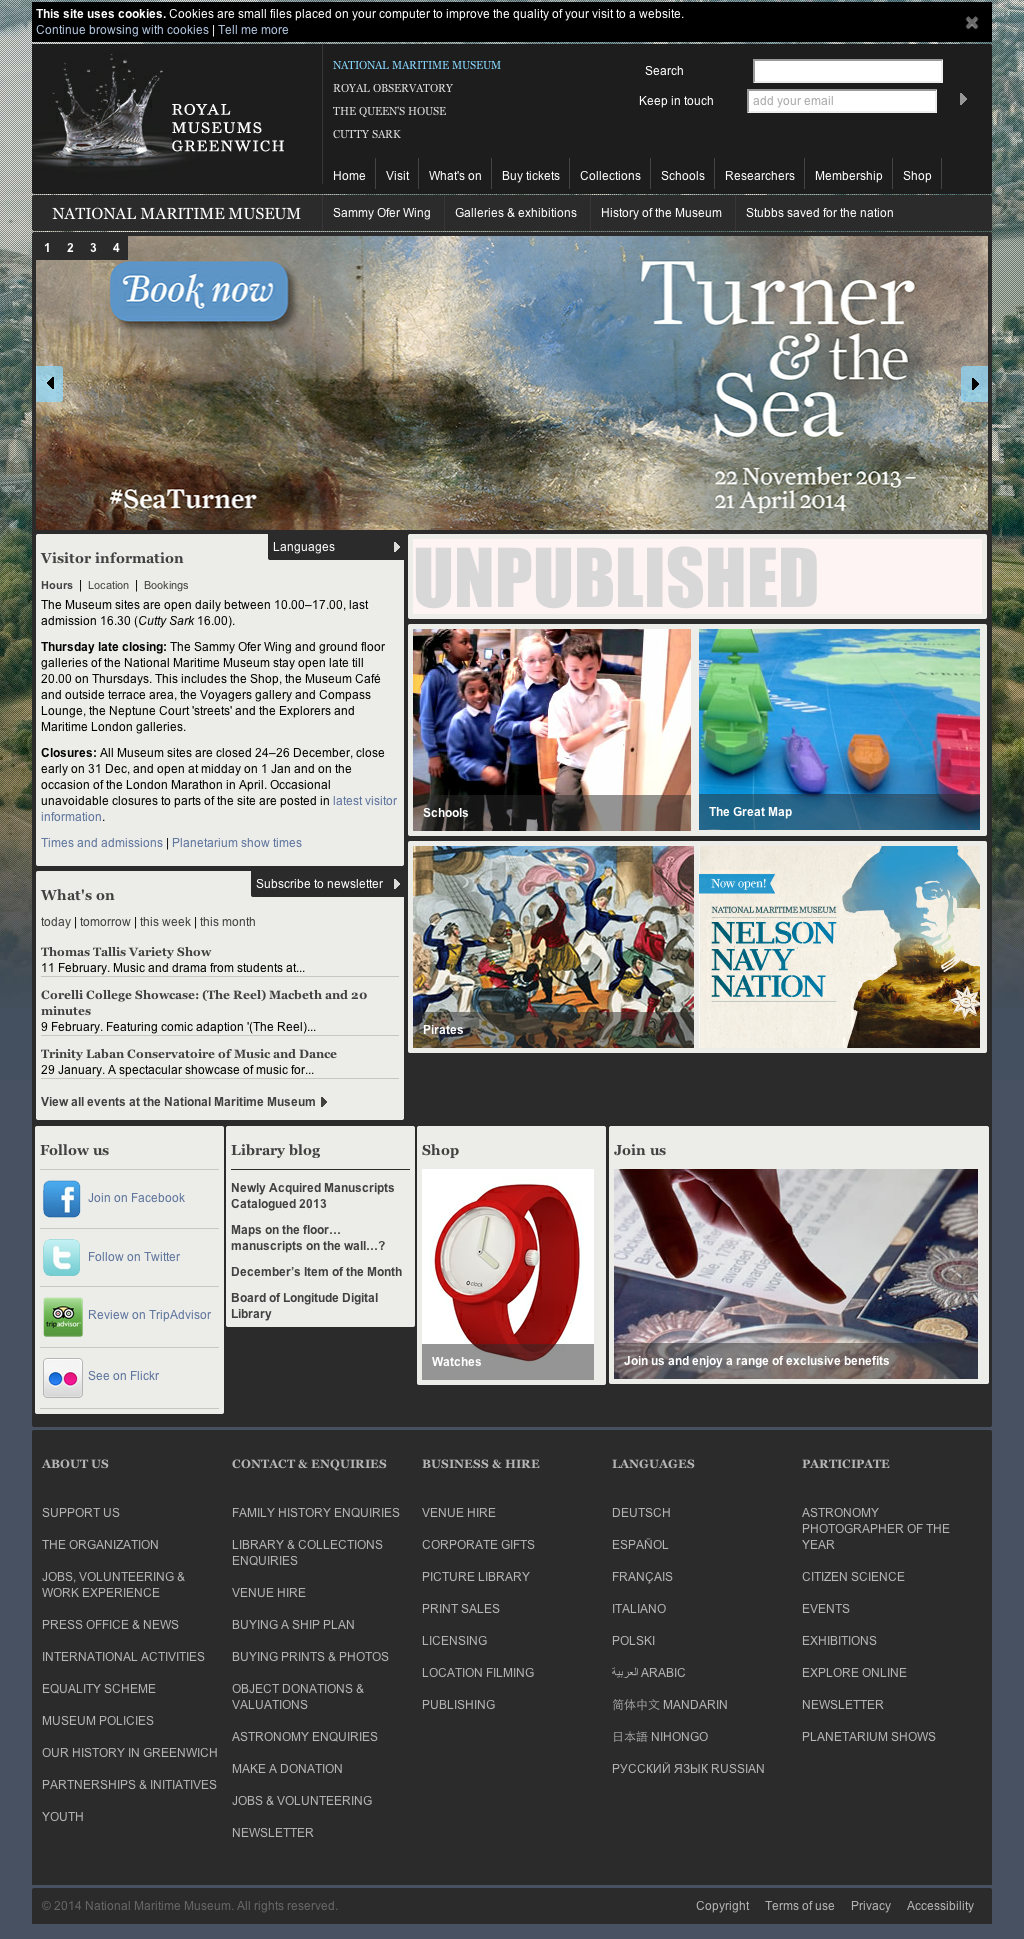 This site uses cookies. Cookies are small files placed on your computer to improve the quality of your visit to a website.
Continue browsing with cookies | Tell me more
ROYAL
MUSEUMS
GREENWICH
NATIONAL MARITIME MUSEUM
ROYAL OBSERVATORY
THE QUEEN'S HOUSE
CUTTY SARK
Search
Keep in touch
add your email
Home
Visit
What's on
Buy tickets
Collections
Schools
Researchers
Membership
Shop
NATIONAL MARITIME MUSEUM
Sammy Ofer Wing
Galleries & exhibitions
History of the Museum
Stubbs saved for the nation
1 2 3 4
Book now
Turner
& the
Sea
22 November 2013 –
21 April 2014
#SeaTurner
Visitor information
Languages
Hours | Location | Bookings
The Museum sites are open daily between 10.00–17.00, last
admission 16.30 (Cutty Sark 16.00).
Thursday late closing: The Sammy Ofer Wing and ground floor
galleries of the National Maritime Museum stay open late till
20.00 on Thursdays. This includes the Shop, the Museum Café
and outside terrace area, the Voyagers gallery and Compass
Lounge, the Neptune Court 'streets' and the Explorers and
Maritime London galleries.
Closures: All Museum sites are closed 24–26 December, close
early on 31 Dec, and open at midday on 1 Jan and on the
occasion of the London Marathon in April. Occasional
unavoidable closures to parts of the site are posted in latest visitor
information.
Times and admissions | Planetarium show times
UNPUBLISHED
Schools
The Great Map
AFRICA
What's on
Subscribe to newsletter
today | tomorrow | this week | this month
Thomas Tallis Variety Show
11 February. Music and drama from students at...
Corelli College Showcase: (The Reel) Macbeth and 20
minutes
9 February. Featuring comic adaption '(The Reel)...
Trinity Laban Conservatoire of Music and Dance
29 January. A spectacular showcase of music for...
View all events at the National Maritime Museum
Pirates
Now open!
NATIONAL MARITIME MUSEUM
NELSON
NAVY
NATION
Follow us
Join on Facebook
Follow on Twitter
tripadvisor
Review on TripAdvisor
See on Flickr
Library blog
Newly Acquired Manuscripts
Catalogued 2013
Maps on the floor…
manuscripts on the wall…?
December's Item of the Month
Board of Longitude Digital
Library
Shop
o clock
Watches
Join us
Join us and enjoy a range of exclusive benefits
ABOUT US
SUPPORT US
THE ORGANIZATION
JOBS, VOLUNTEERING &
WORK EXPERIENCE
PRESS OFFICE & NEWS
INTERNATIONAL ACTIVITIES
EQUALITY SCHEME
MUSEUM POLICIES
OUR HISTORY IN GREENWICH
PARTNERSHIPS & INITIATIVES
YOUTH
CONTACT & ENQUIRIES
FAMILY HISTORY ENQUIRIES
LIBRARY & COLLECTIONS
ENQUIRIES
VENUE HIRE
BUYING A SHIP PLAN
BUYING PRINTS & PHOTOS
OBJECT DONATIONS &
VALUATIONS
ASTRONOMY ENQUIRIES
MAKE A DONATION
JOBS & VOLUNTEERING
NEWSLETTER
BUSINESS & HIRE
VENUE HIRE
CORPORATE GIFTS
PICTURE LIBRARY
PRINT SALES
LICENSING
LOCATION FILMING
PUBLISHING
LANGUAGES
DEUTSCH
ESPAÑOL
FRANÇAIS
ITALIANO
POLSKI
العربية ARABIC
简体中文 MANDARIN
日本語 NIHONGO
РУССКИЙ ЯЗЫК RUSSIAN
PARTICIPATE
ASTRONOMY
PHOTOGRAPHER OF THE
YEAR
CITIZEN SCIENCE
EVENTS
EXHIBITIONS
EXPLORE ONLINE
NEWSLETTER
PLANETARIUM SHOWS
© 2014 National Maritime Museum. All rights reserved.
Copyright
Terms of use
Privacy
Accessibility